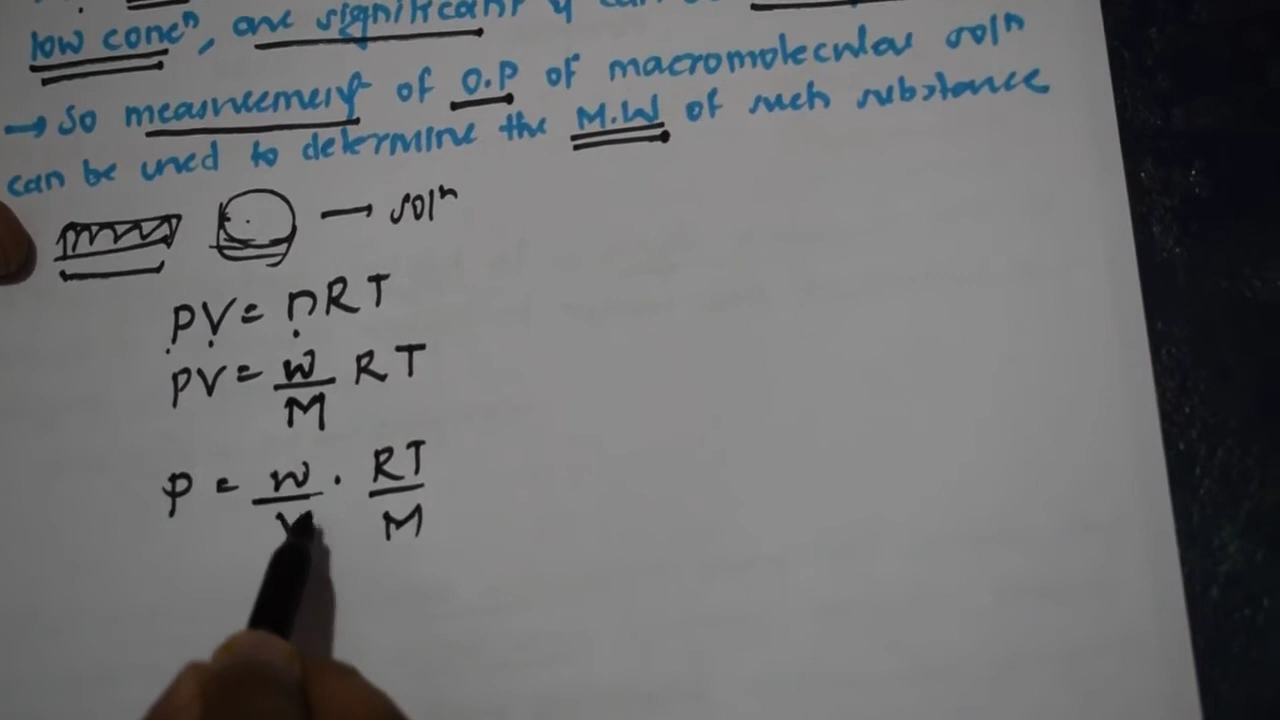 low concⁿ, are significant & can
→ so measurement of O.P of macromolecular solⁿ
can be used to determine the M.W of such substance
→ solⁿ
PV = nRT
PV = w/M RT
P = w/V . RT/M